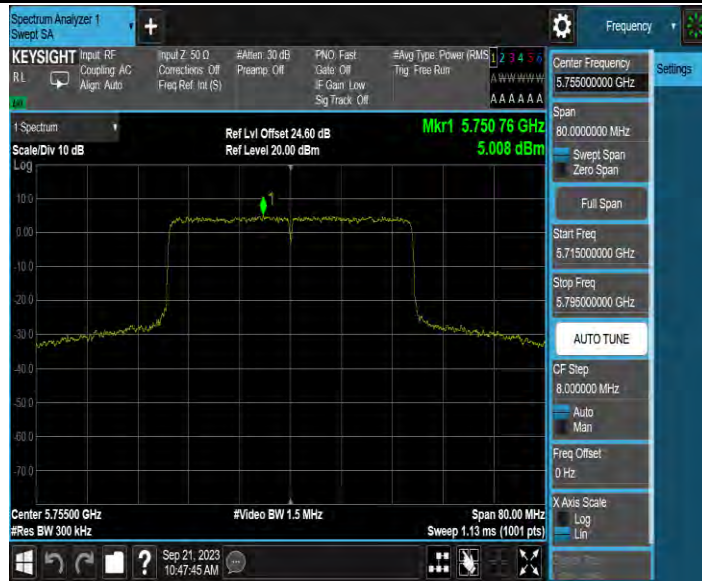 Spectrum Analyzer 1
Swept SA
Frequency
KEYSIGHT
RL
Input: RF
Coupling: AC
Align: Auto
Input Z: 50 Ω
Corrections: Off
Freq Ref: Int (S)
#Atten: 30 dB
Preamp: Off
PNO: Fast
Gate: Off
IF Gain: Low
Sig Track: Off
#Avg Type: Power (RMS
Trig: Free Run
1 2 3 4 5 6
A W W W W W
A A A A A A
Center Frequency
5.755000000 GHz
Settings
Span
80.0000000 MHz
Swept Span
Zero Span
Full Span
Start Freq
5.715000000 GHz
Stop Freq
5.795000000 GHz
AUTO TUNE
CF Step
8.000000 MHz
Auto
Man
Freq Offset
0 Hz
X Axis Scale
Log
Lin
1 Spectrum
Scale/Div 10 dB
Ref Lvl Offset 24.60 dB
Ref Level 20.00 dBm
Mkr1 5.750 76 GHz
5.008 dBm
Log
1
10.0
0.00
-10.0
-20.0
-30.0
-40.0
-50.0
-60.0
-70.0
Center 5.75500 GHz
#Res BW 300 kHz
#Video BW 1.5 MHz
Span 80.00 MHz
Sweep 1.13 ms (1001 pts)
?
Sep 21, 2023
10:47:45 AM